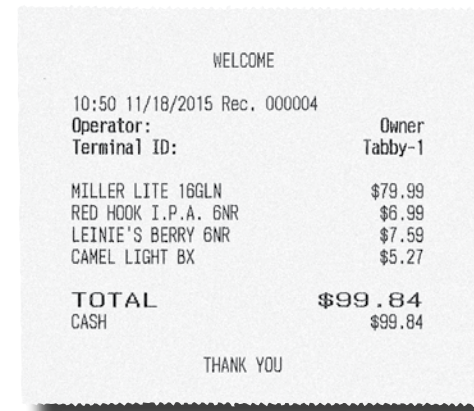 WELCOME
10:50 11/18/2015 Rec. 000004
Operator: Owner
Terminal ID: Tabby-1
MILLER LITE 16GLN $79.99
RED HOOK I.P.A. 6NR $6.99
LEINIE'S BERRY 6NR $7.59
CAMEL LIGHT BX $5.27
TOTAL $99.84
CASH $99.84
THANK YOU